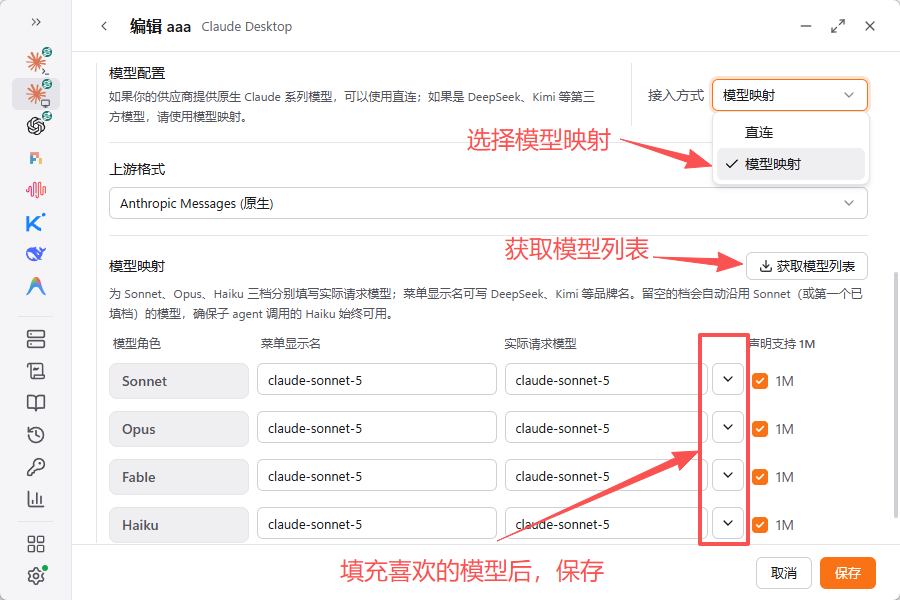 编辑 aaa Claude Desktop
模型配置
如果你的供应商提供原生 Claude 系列模型，可以使用直连；如果是 DeepSeek、Kimi 等第三
方模型，请使用模型映射。
接入方式 模型映射
直连
模型映射
选择模型映射
上游格式
Anthropic Messages (原生)
获取模型列表
模型映射
获取模型列表
为 Sonnet、Opus、Haiku 三档分别填写实际请求模型；菜单显示名可写 DeepSeek、Kimi 等品牌名。留空的档会自动沿用 Sonnet（或第一个已
填档）的模型，确保子 agent 调用的 Haiku 始终可用。
模型角色 菜单显示名 实际请求模型 声明支持 1M
Sonnet claude-sonnet-5 claude-sonnet-5 1M
Opus claude-sonnet-5 claude-sonnet-5 1M
Fable claude-sonnet-5 claude-sonnet-5 1M
Haiku claude-sonnet-5 claude-sonnet-5 1M
填充喜欢的模型后，保存
取消 保存